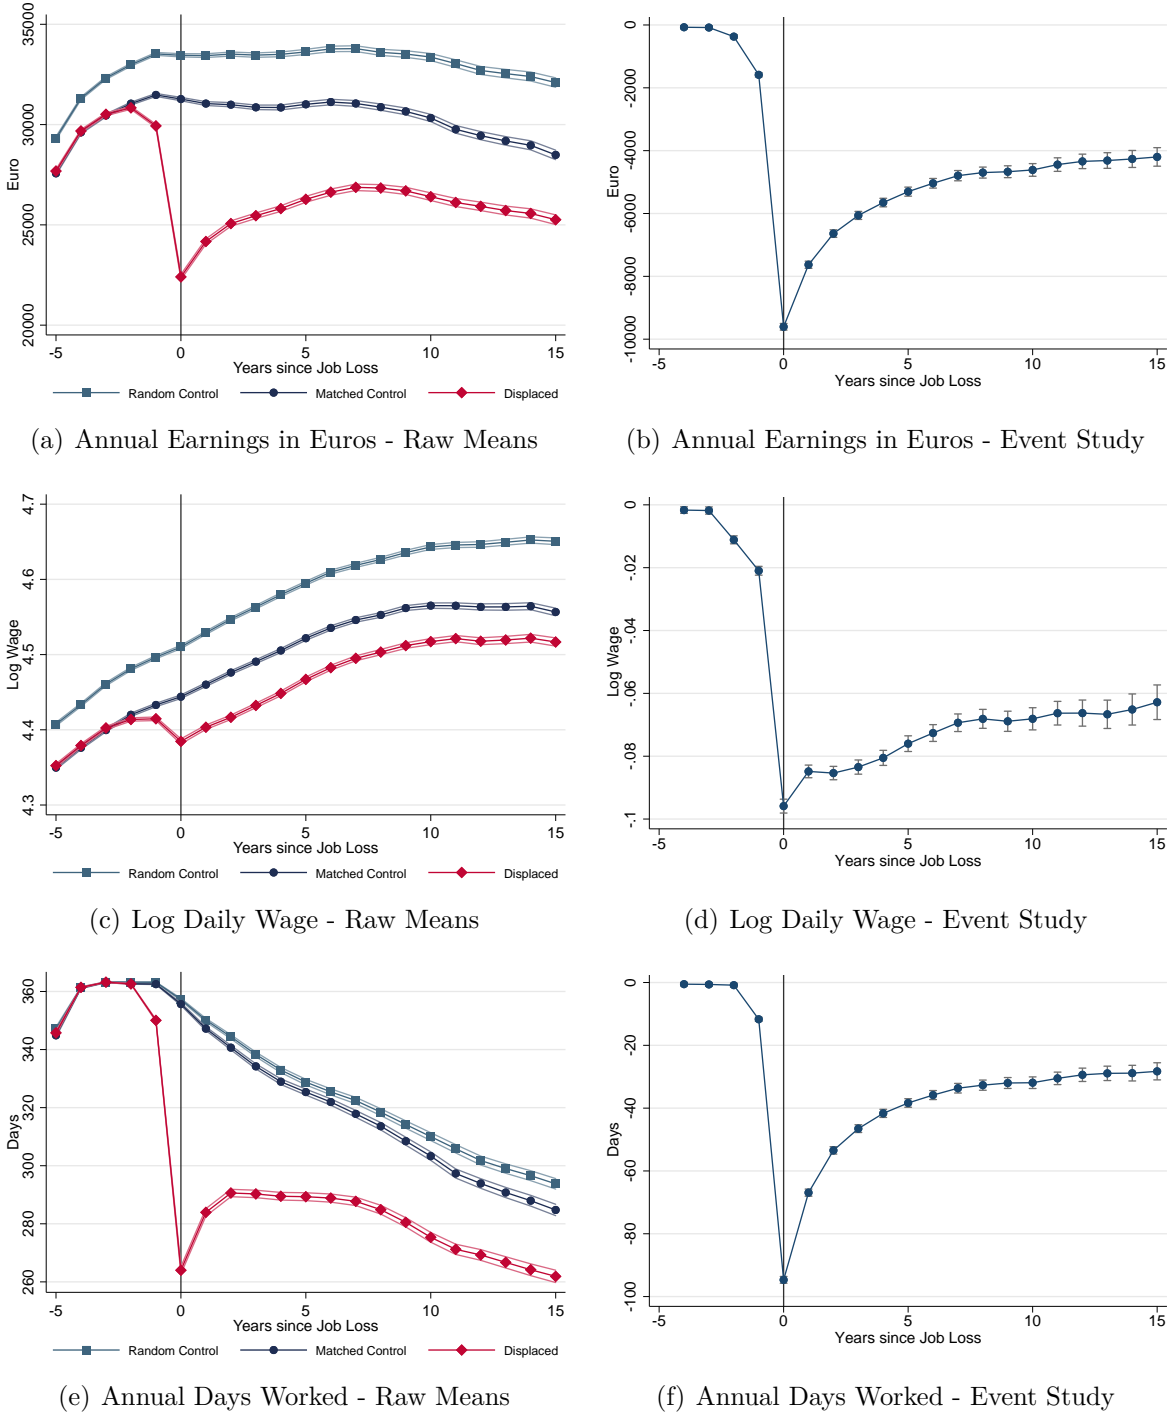 35000
30000
25000
20000
Euro
-5 0 5 10 15
Years since Job Loss
Random Control Matched Control Displaced
(a) Annual Earnings in Euros - Raw Means
0
-2000
-4000
-6000
-8000
-10000
Euro
-5 0 5 10 15
Years since Job Loss
(b) Annual Earnings in Euros - Event Study
4.7
4.6
4.5
4.4
4.3
Log Wage
-5 0 5 10 15
Years since Job Loss
Random Control Matched Control Displaced
(c) Log Daily Wage - Raw Means
0
-.02
-.04
-.06
-.08
-.1
Log Wage
-5 0 5 10 15
Years since Job Loss
(d) Log Daily Wage - Event Study
360
340
320
300
280
260
Days
-5 0 5 10 15
Years since Job Loss
Random Control Matched Control Displaced
(e) Annual Days Worked - Raw Means
0
-20
-40
-60
-80
-100
Days
-5 0 5 10 15
Years since Job Loss
(f) Annual Days Worked - Event Study